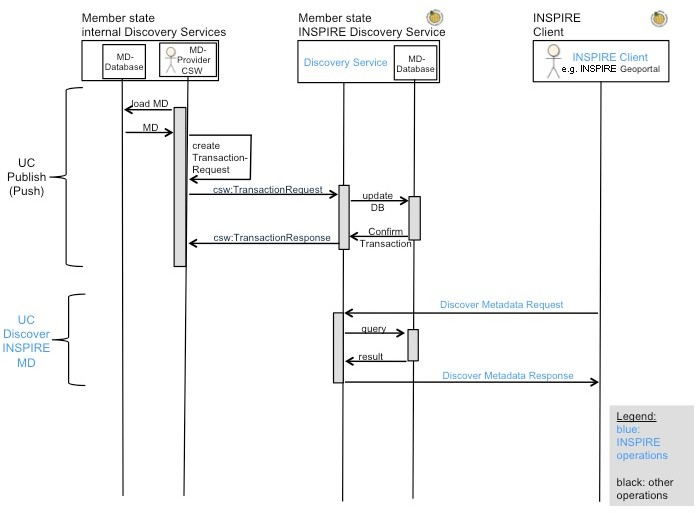 Member state
internal Discovery Services
Member state
INSPIRE Discovery Service
INSPIRE
Client
MD-
Database
MD-
Provider
CSW
Discovery Service
MD-
Database
INSPIRE Client
e.g. INSPIRE Geoportal
UC
Publish
(Push)
load MD
MD
create
Transaction-
Request
csw:TransactionRequest
update
DB
Confirm
Transaction
csw:TransactionResponse
UC
Discover
INSPIRE
MD
Discover Metadata Request
query
result
Discover Metadata Response
Legend:
blue:
INSPIRE
operations
black: other
operations